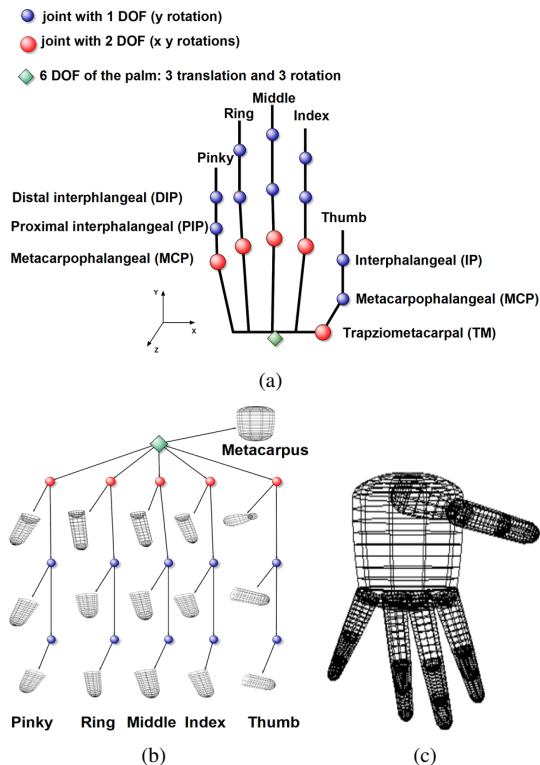 joint with 1 DOF (y rotation)
joint with 2 DOF (x y rotations)
6 DOF of the palm: 3 translation and 3 rotation
Middle
Ring
Index
Pinky
Distal interphlangeal (DIP)
Thumb
Proximal interphalangeal (PIP)
Metacarpophalangeal (MCP)
Interphalangeal (IP)
Metacarpophalangeal (MCP)
Trapziometacarpal (TM)
Y
X
Z
(a)
Metacarpus
Pinky Ring Middle Index Thumb
(b)
(c)